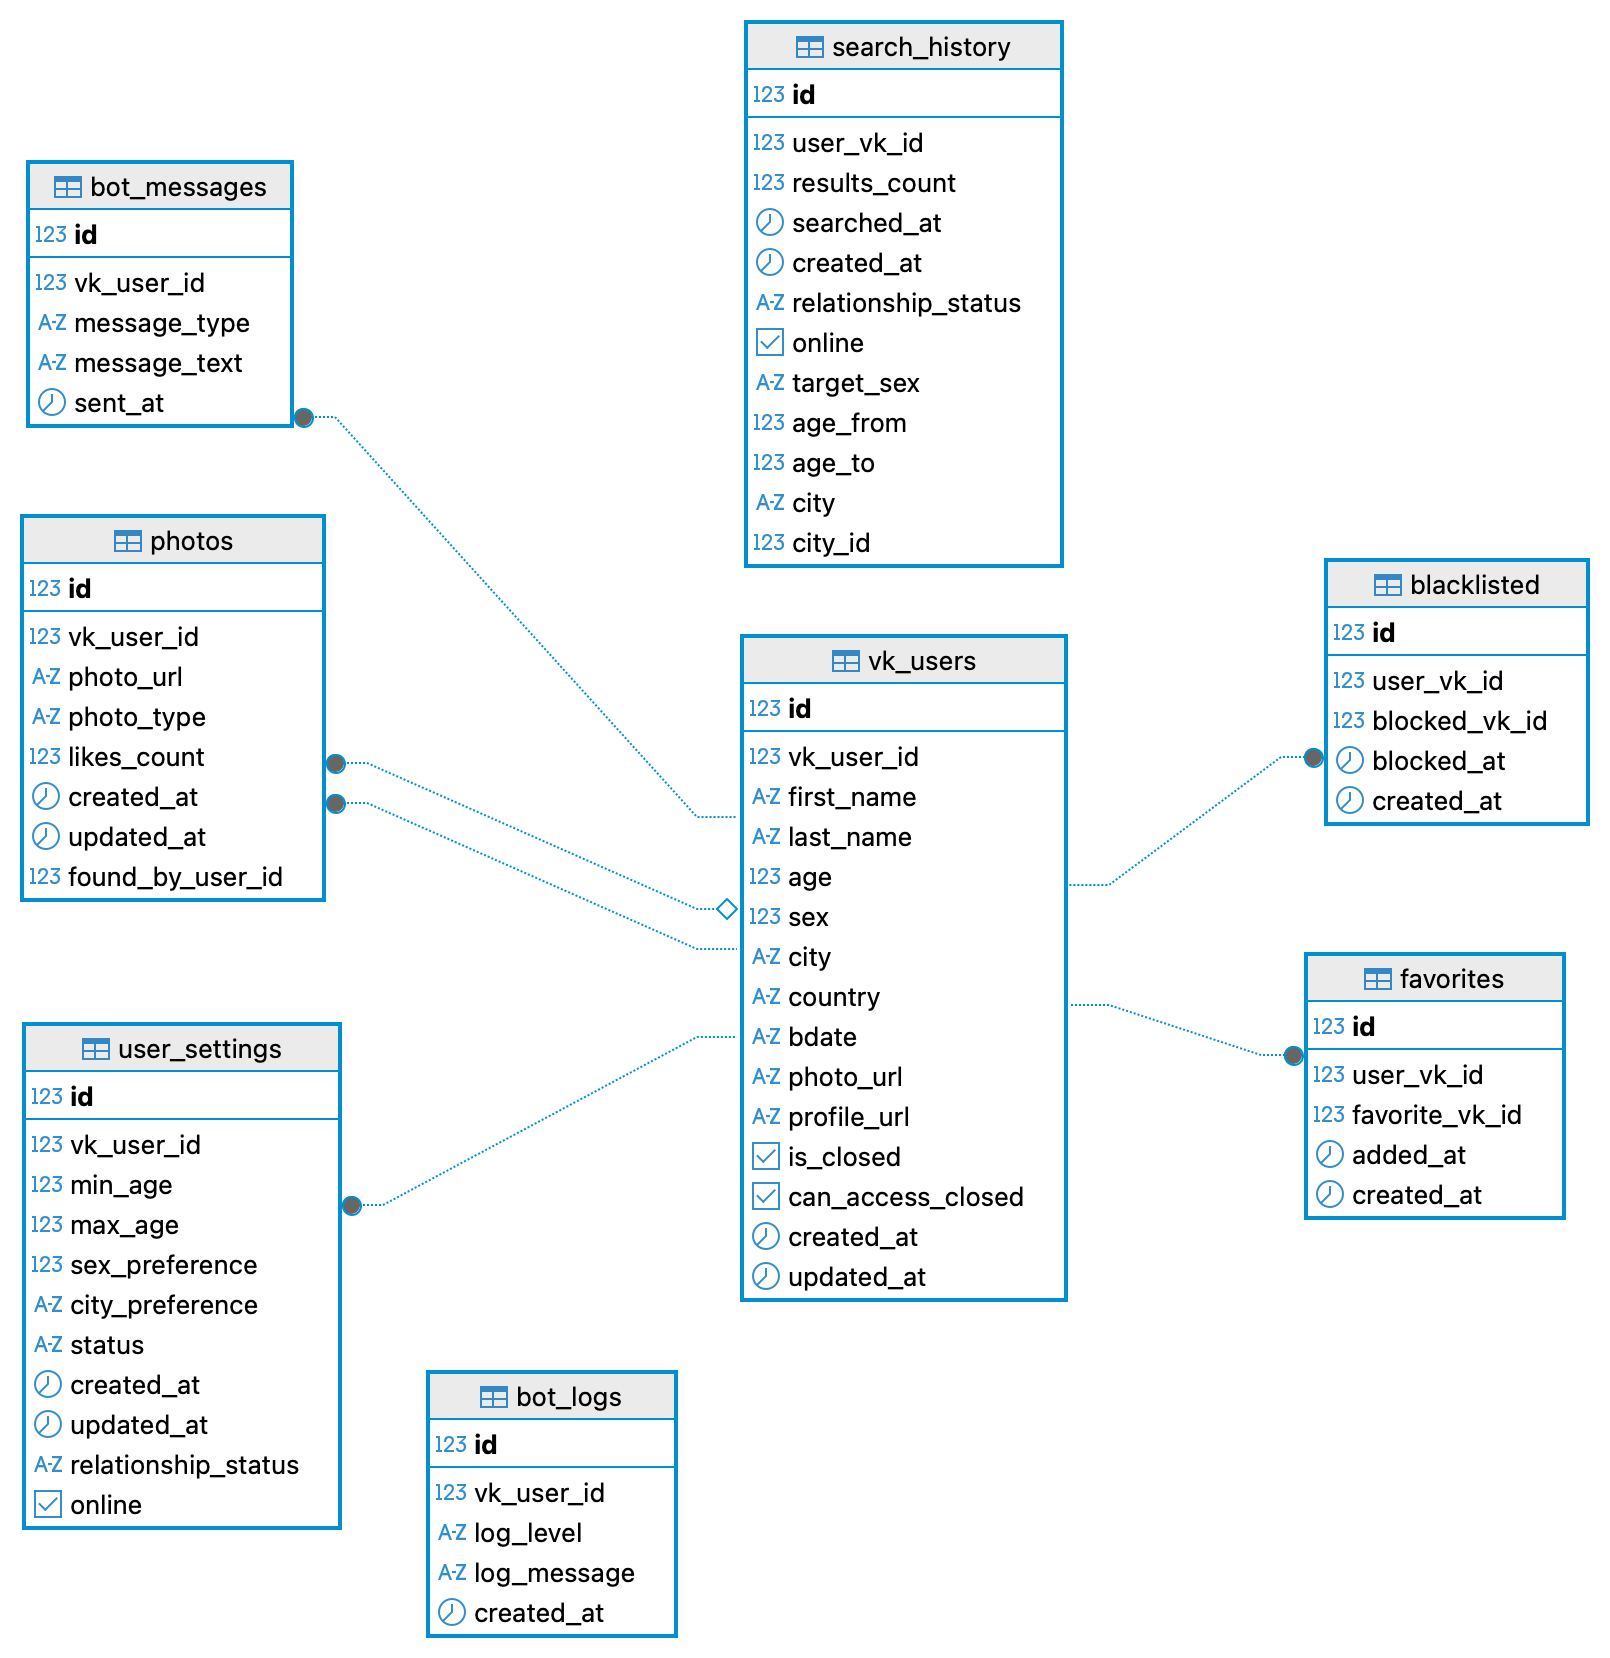 search_history
123 id
123 user_vk_id
123 results_count
searched_at
created_at
A-Z relationship_status
online
A-Z target_sex
123 age_from
123 age_to
A-Z city
123 city_id
bot_messages
123 id
123 vk_user_id
A-Z message_type
A-Z message_text
sent_at
photos
123 id
123 vk_user_id
A-Z photo_url
A-Z photo_type
123 likes_count
created_at
updated_at
123 found_by_user_id
vk_users
123 id
123 vk_user_id
A-Z first_name
A-Z last_name
123 age
123 sex
A-Z city
A-Z country
A-Z bdate
A-Z photo_url
A-Z profile_url
is_closed
can_access_closed
created_at
updated_at
blacklisted
123 id
123 user_vk_id
123 blocked_vk_id
blocked_at
created_at
favorites
123 id
123 user_vk_id
123 favorite_vk_id
added_at
created_at
user_settings
123 id
123 vk_user_id
123 min_age
123 max_age
123 sex_preference
A-Z city_preference
A-Z status
created_at
updated_at
A-Z relationship_status
online
bot_logs
123 id
123 vk_user_id
A-Z log_level
A-Z log_message
created_at